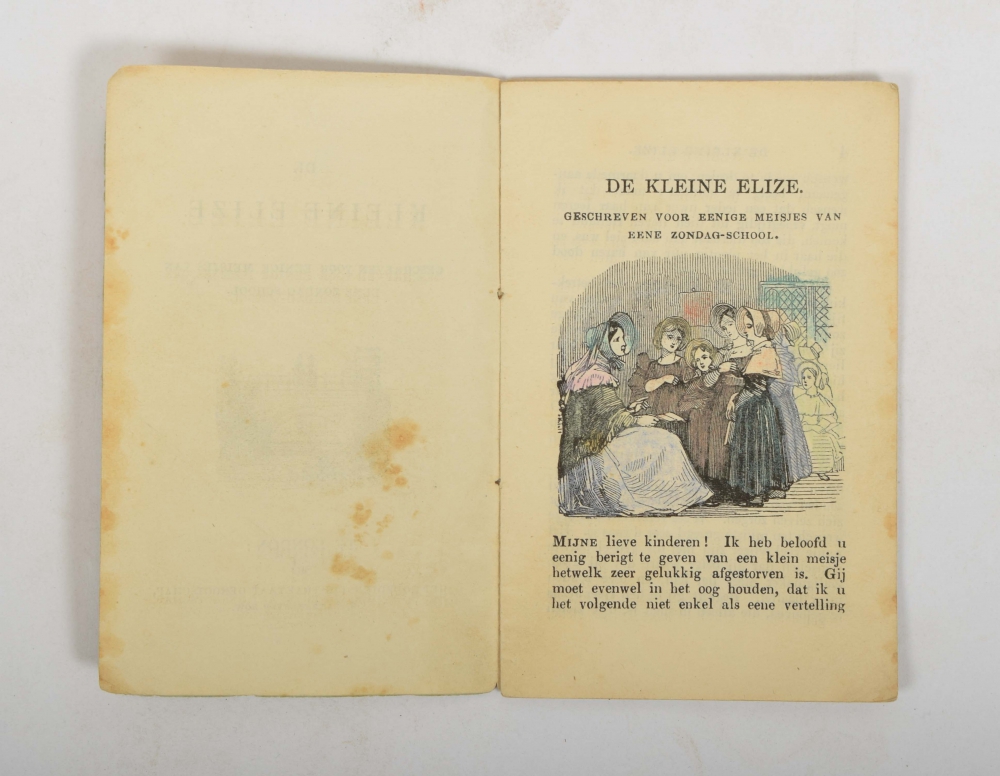 DE KLEINE ELIZE.
GESCHREVEN VOOR EENIGE MEISJES VAN
EENE ZONDAG-SCHOOL.
MIJNE lieve kinderen! Ik heb beloofd u
eenig berigt te geven van een klein meisje
hetwelk zeer gelukkig afgestorven is. Gij
moet evenwel in het oog houden, dat ik u
het volgende niet enkel als eene vertelling